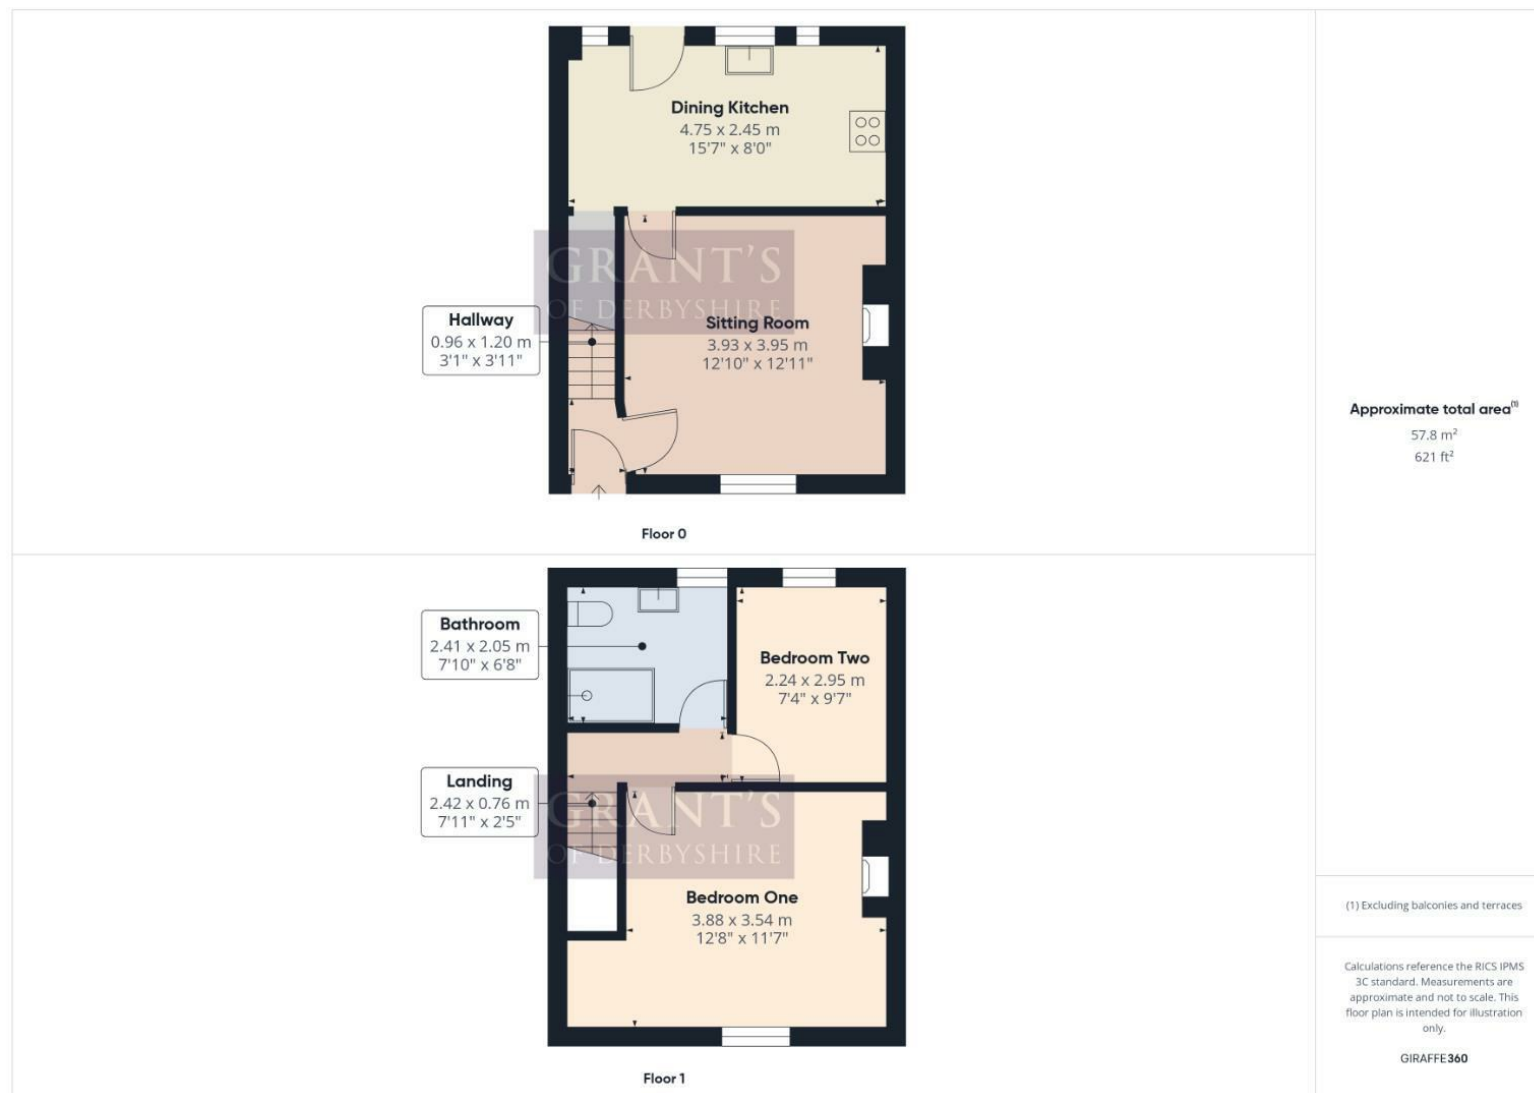 Dining Kitchen
4.75 x 2.45 m
15'7" x 8'0"
GRANT'S
OF DERBYSHIRE
Hallway
0.96 x 1.20 m
3'1" x 3'11"
Sitting Room
3.93 x 3.95 m
12'10" x 12'11"
Floor 0
Bathroom
2.41 x 2.05 m
7'10" x 6'8"
Bedroom Two
2.24 x 2.95 m
7'4" x 9'7"
Landing
2.42 x 0.76 m
7'11" x 2'5"
GRANT'S
OF DERBYSHIRE
Bedroom One
3.88 x 3.54 m
12'8" x 11'7"
Floor 1
Approximate total area(1)
57.8 m²
621 ft²
(1) Excluding balconies and terraces
Calculations reference the RICS IPMS
3C standard. Measurements are
approximate and not to scale. This
floor plan is intended for illustration
only.
GIRAFFE360